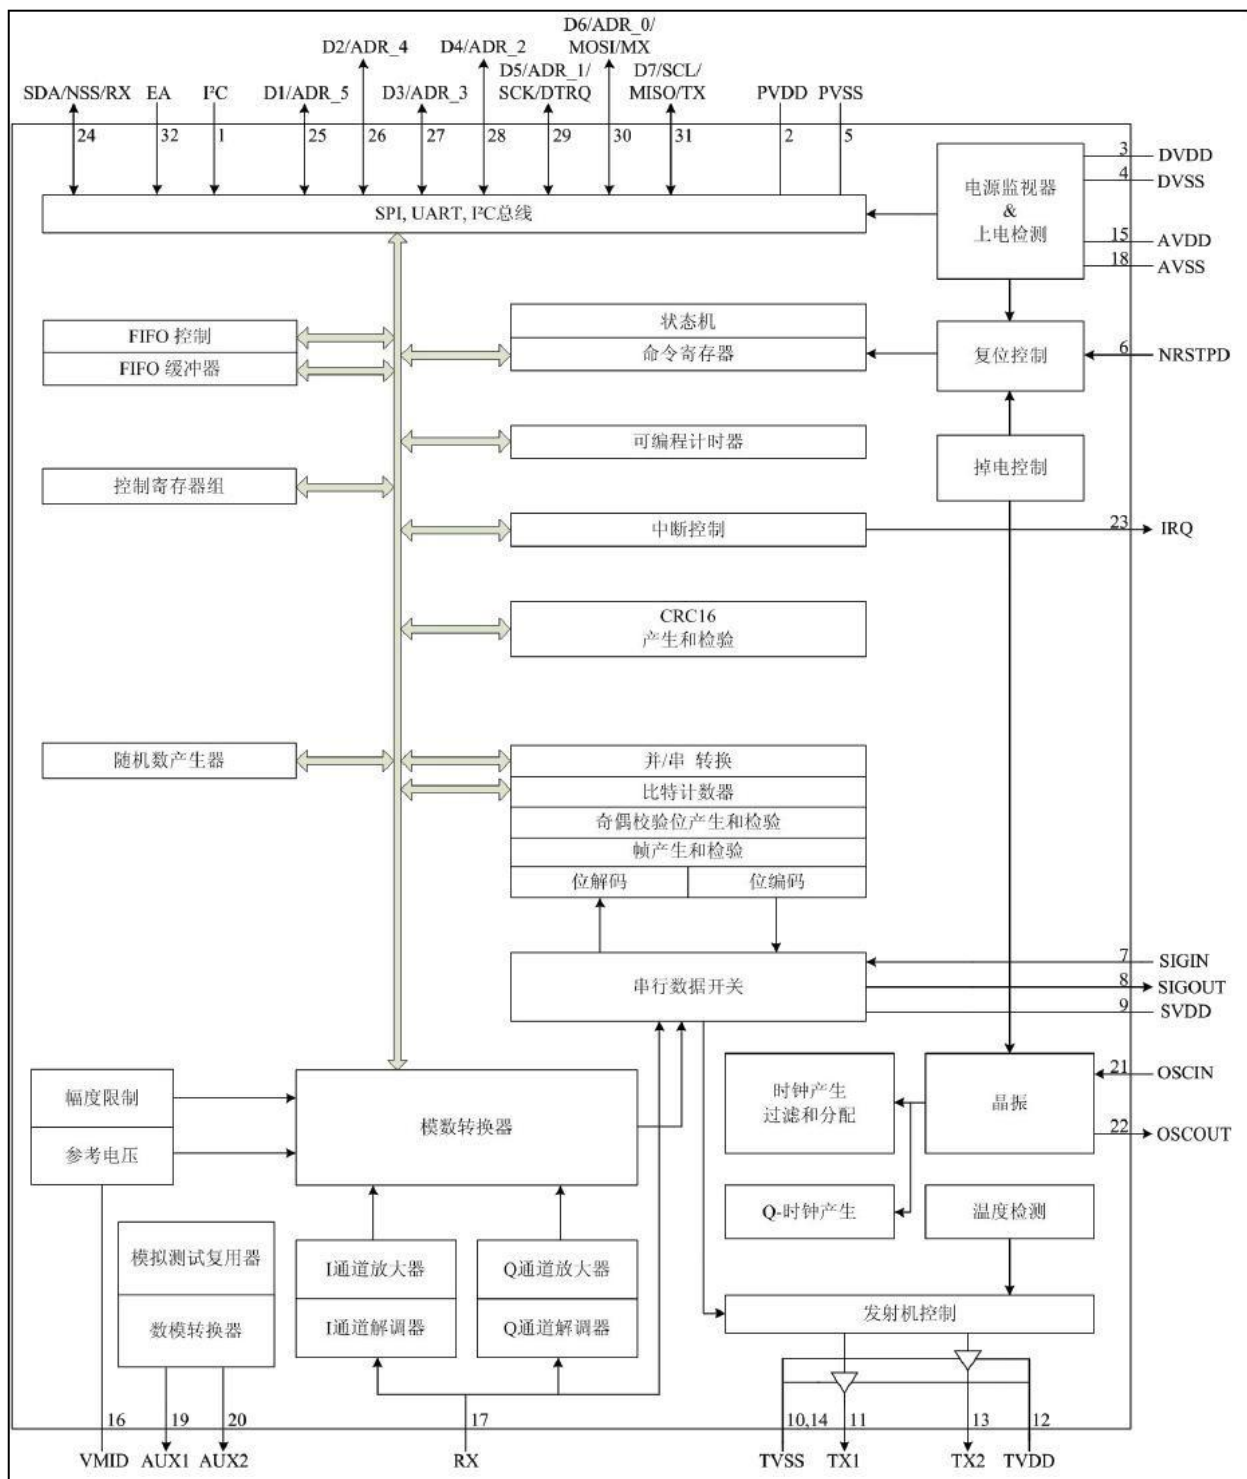 D6/ADR_0/
MOSI/MX
D2/ADR_4
D4/ADR_2
D5/ADR_1/
SCK/DTRQ
D7/SCL/
MISO/TX
SDA/NSS/RX
EA
I²C
D1/ADR_5
D3/ADR_3
PVDD
PVSS
24
32
1
25
26
27
28
29
30
31
2
5
3
DVDD
4
DVSS
电源监视器
&
上电检测
15
AVDD
18
AVSS
SPI, UART, I²C总线
FIFO 控制
FIFO 缓冲器
状态机
命令寄存器
复位控制
6
NRSTPD
可编程计时器
掉电控制
控制寄存器组
中断控制
23
IRQ
CRC16
产生和检验
随机数产生器
并/串 转换
比特计数器
奇偶校验位产生和检验
帧产生和检验
位解码
位编码
串行数据开关
7
SIGIN
8
SIGOUT
9
SVDD
幅度限制
参考电压
模数转换器
时钟产生
过滤和分配
晶振
21
OSCIN
22
OSCOUT
Q-时钟产生
温度检测
模拟测试复用器
数模转换器
I通道放大器
I通道解调器
Q通道放大器
Q通道解调器
发射机控制
16
19
20
17
10,14
11
13
12
VMID
AUX1
AUX2
RX
TVSS
TX1
TX2
TVDD